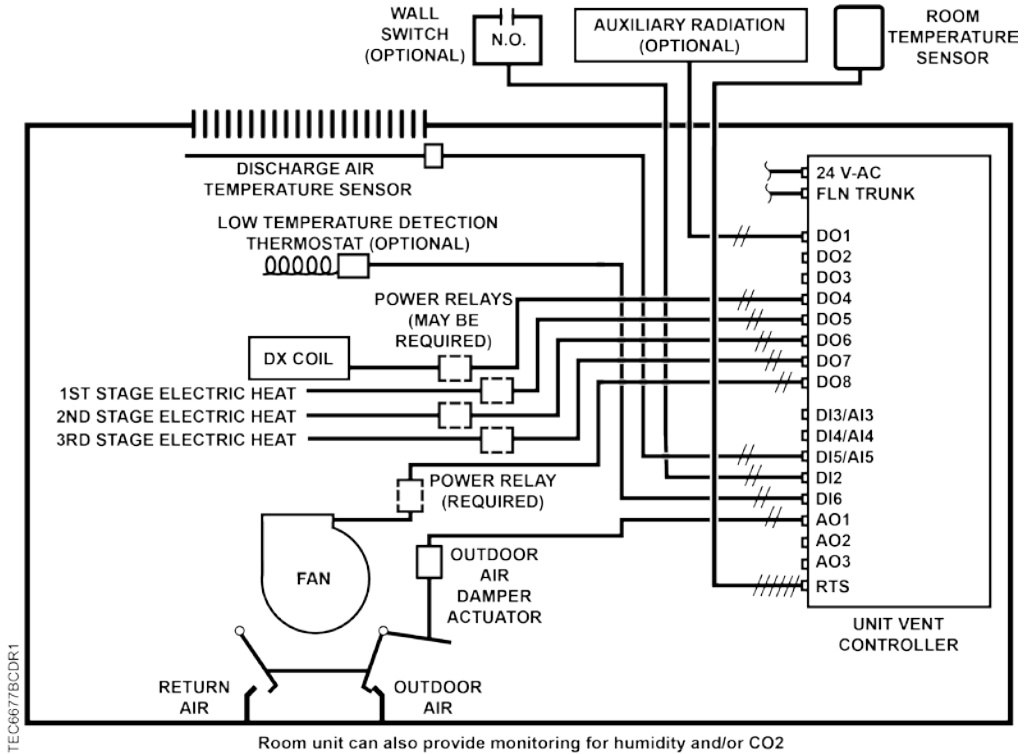 WALL
SWITCH
(OPTIONAL)
N.O.
AUXILIARY RADIATION
(OPTIONAL)
ROOM
TEMPERATURE
SENSOR
DISCHARGE AIR
TEMPERATURE SENSOR
LOW TEMPERATURE DETECTION
THERMOSTAT (OPTIONAL)
POWER RELAYS
(MAY BE
REQUIRED)
DX COIL
1ST STAGE ELECTRIC HEAT
2ND STAGE ELECTRIC HEAT
3RD STAGE ELECTRIC HEAT
POWER RELAY
(REQUIRED)
FAN
OUTDOOR
AIR
DAMPER
ACTUATOR
RETURN
AIR
OUTDOOR
AIR
24 V-AC
FLN TRUNK
DO1
DO2
DO3
DO4
DO5
DO6
DO7
DO8
DI3/AI3
DI4/AI4
DI5/AI5
DI2
DI6
AO1
AO2
AO3
RTS
UNIT VENT
CONTROLLER
TEC6677BCDR1
Room unit can also provide monitoring for humidity and/or CO2